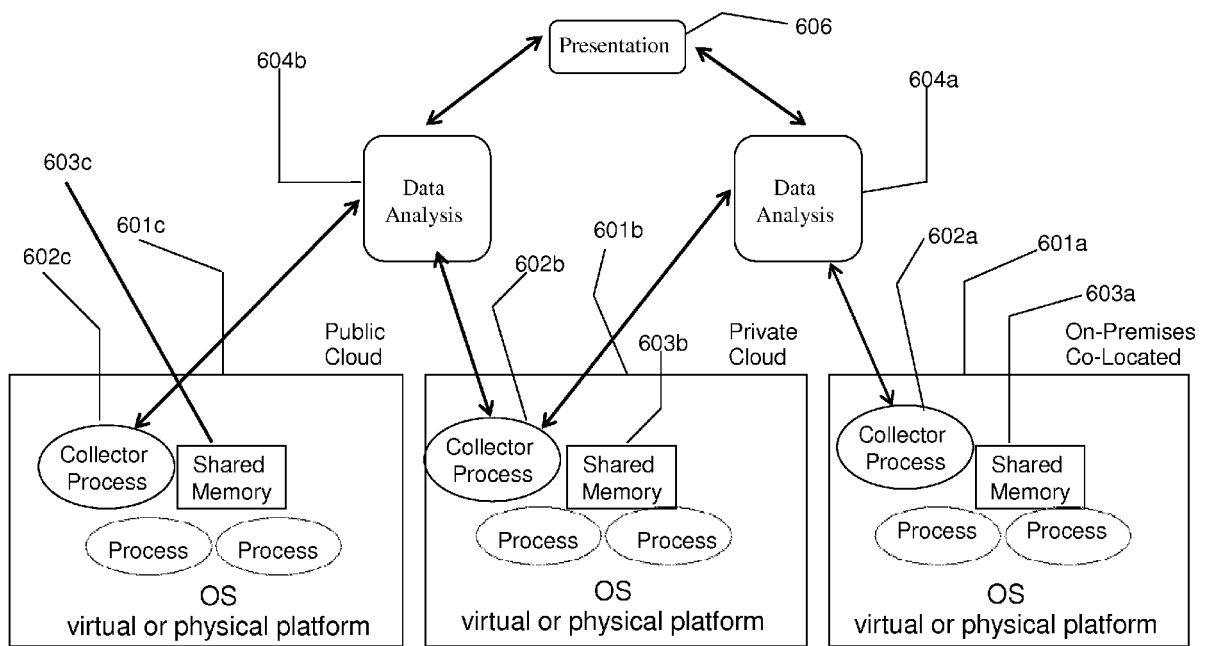 Presentation
606
604b
604a
603c
Data
Analysis
Data
Analysis
601c
602c
602b
601b
602a
601a
603a
Public
Cloud
603b
Private
Cloud
On-Premises
Co-Located
Collector
Process
Shared
Memory
Process
Process
OS
virtual or physical platform
Collector
Process
Shared
Memory
Process
Process
OS
virtual or physical platform
Collector
Process
Shared
Memory
Process
Process
OS
virtual or physical platform